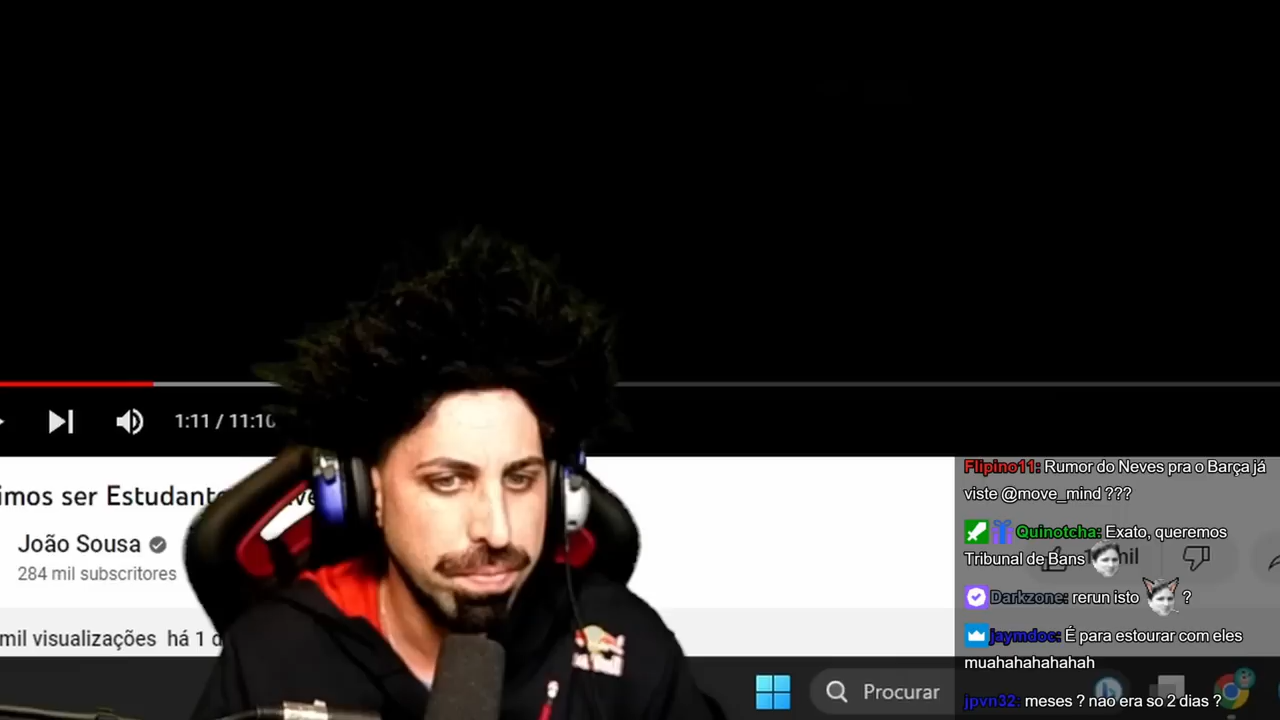 1:11 / 11:10
imos ser Estudant
João Sousa
284 mil subscritores
mil visualizações há 1 d
Flipino11: Rumor do Neves pra o Barça já
viste @move_mind ???
Quinotcha: Exato, queremos
Tribunal de Bans
mil
Darkzone: rerun isto ?
jaymdoc: É para estourar com eles
muahahahahahah
jpvn32: meses ? nao era so 2 dias ?
Procurar